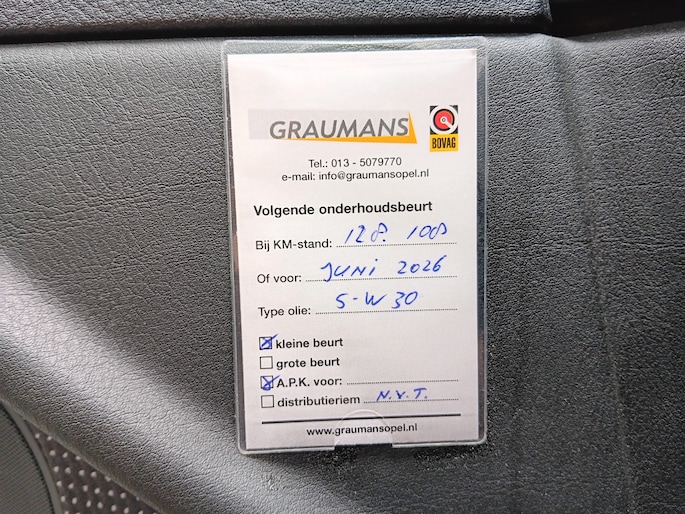 GRAUMANS
BOVAG
Tel.: 013 - 5079770
e-mail: info@graumansopel.nl
Volgende onderhoudsbeurt
Bij KM-stand: 128. 108
Of voor: JUNI 2026
Type olie: 5-W30
kleine beurt
grote beurt
A.P.K. voor:
distributieriem N.V.T.
www.graumansopel.nl